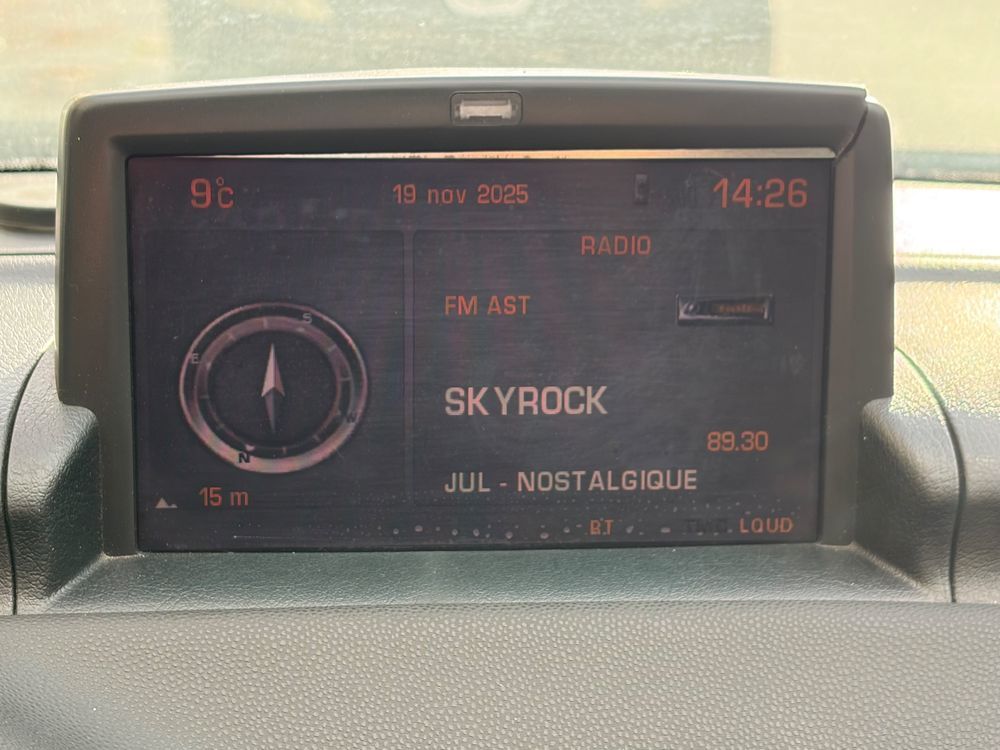 9°C 19 nov 2025 14:26
RADIO
FM AST
S
E
SKYROCK
89.30
N
JUL - NOSTALGIQUE
15 m
BT LOUD